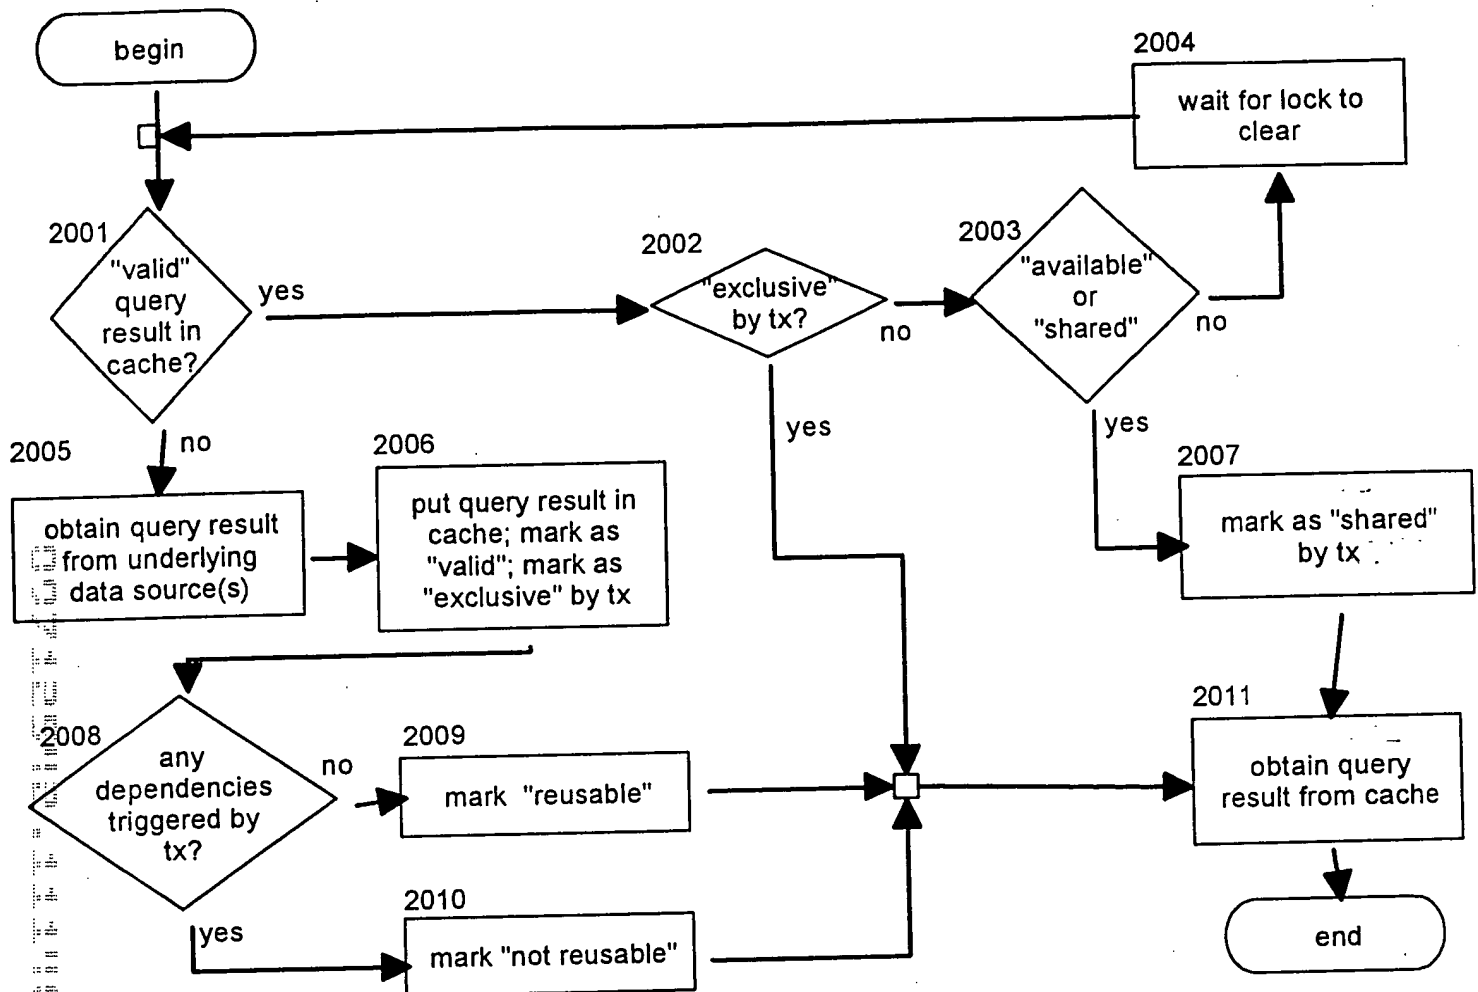 begin
2004
wait for lock to
clear
2001
"valid"
query
result in
cache?
yes
no
2002
"exclusive"
by tx?
no
yes
2003
"available"
or
"shared"
no
yes
2005
obtain query result
from underlying
data source(s)
2006
put query result in
cache; mark as
"valid"; mark as
"exclusive" by tx
2007
mark as "shared"
by tx
2008
any
dependencies
triggered by
tx?
no
yes
2009
mark "reusable"
2010
mark "not reusable"
2011
obtain query
result from cache
end